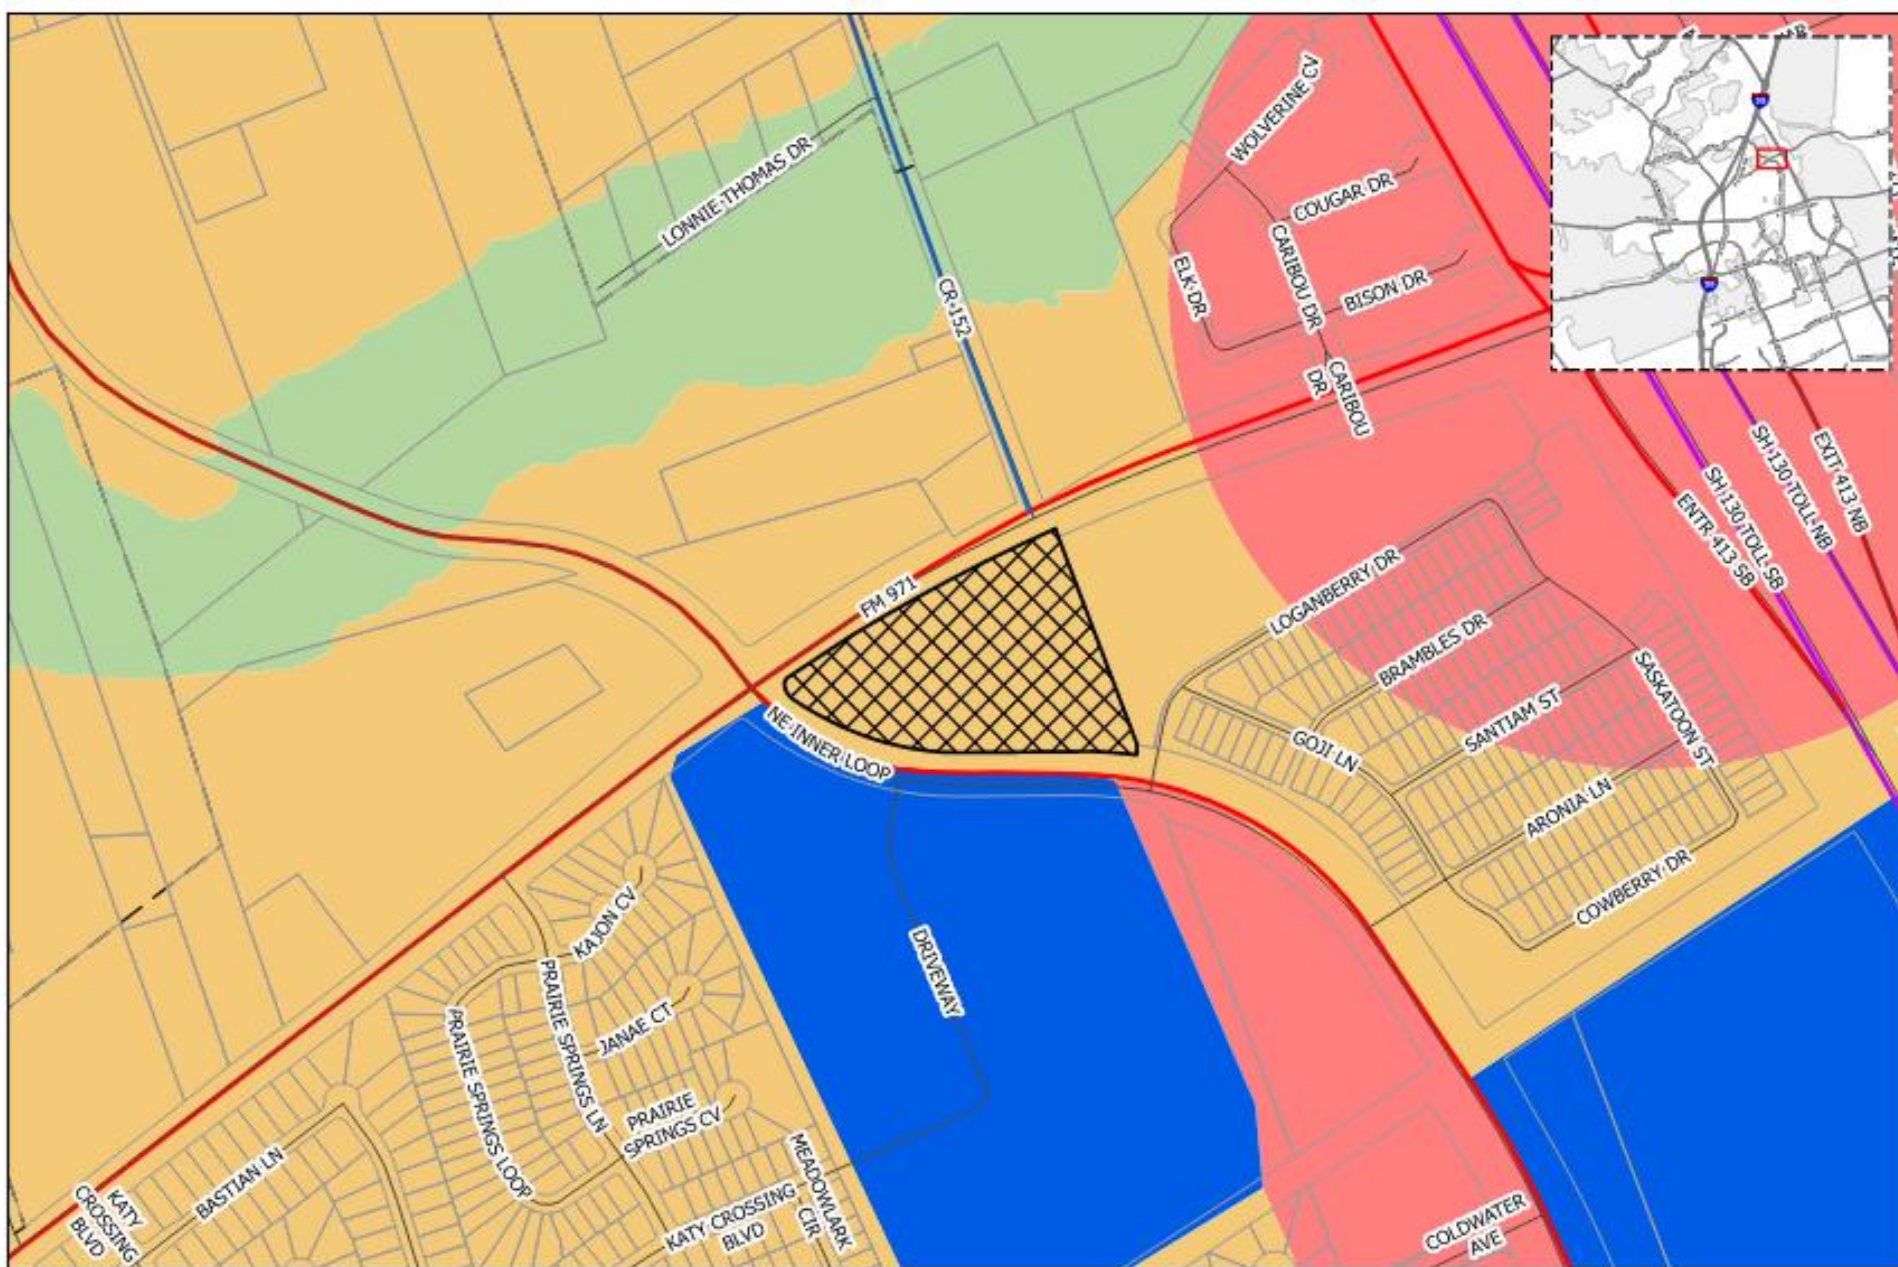 WOLVERINE CV
LONNIE THOMAS DR
COUGAR DR
CARIBOU DR
ELK DR
BISON DR
CR 152
CARIBOU
DR
SH 130 TOLL NB
EXIT 413 NB
SH 130 TOLL SB
ENTR 413 SB
FM 971
LOGANBERRY DR
BRAMBLES DR
SASKATOON ST
SANTIAM ST
GOJI LN
NE INNER LOOP
ARONIA LN
COWBERRY DR
KAJON CV
DRIVEWAY
PRAIRIE SPRINGS LN
JANAE CT
PRAIRIE SPRINGS LOOP
PRAIRIE
SPRINGS CV
BASTIAN LN
MEADOWLARK
CIR
KATY CROSSING
BLVD
KATY
CROSSING
BLVD
COLDWATER
AVE